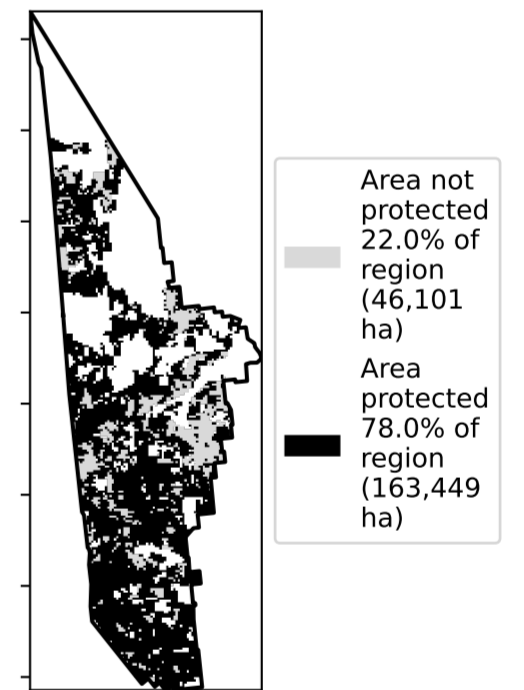 Area not
protected
22.0% of
region
(46,101
ha)
Area
protected
78.0% of
region
(163,449
ha)